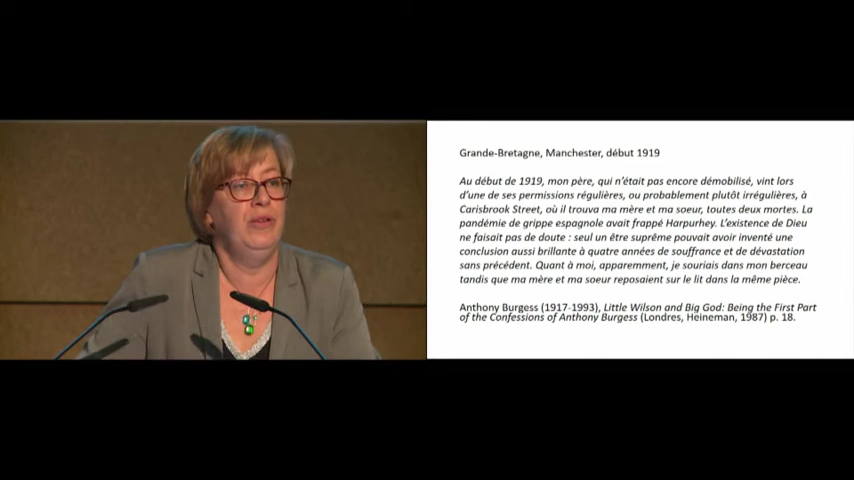 Grande-Bretagne, Manchester, début 1919
Au début de 1919, mon père, qui n'était pas encore démobilisé, vint lors
d'une de ses permissions régulières, ou probablement plutôt irrégulières, à
Carisbrook Street, où il trouva ma mère et ma soeur, toutes deux mortes. La
pandémie de grippe espagnole avait frappé Harpurhey. L'existence de Dieu
ne faisait pas de doute : seul un être suprême pouvait avoir inventé une
conclusion aussi brillante à quatre années de souffrance et de dévastation
sans précédent. Quant à moi, apparemment, je souriais dans mon berceau
tandis que ma mère et ma soeur reposaient sur le lit dans la même pièce.
Anthony Burgess (1917-1993), Little Wilson and Big God: Being the First Part
of the Confessions of Anthony Burgess (Londres, Heineman, 1987) p. 18.